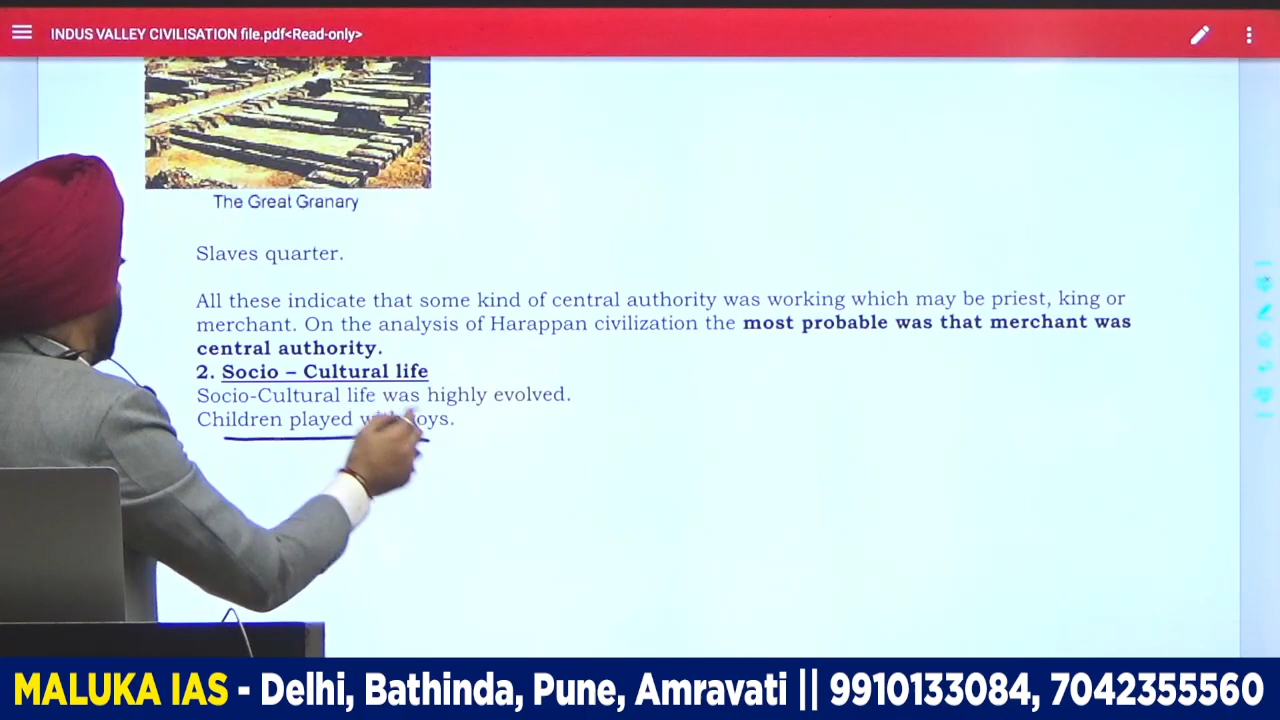 INDUS VALLEY CIVILISATION file.pdf<Read-only>
The Great Granary
Slaves quarter.
All these indicate that some kind of central authority was working which may be priest, king or
merchant. On the analysis of Harappan civilization the most probable was that merchant was
central authority.
2. Socio – Cultural life
Socio-Cultural life was highly evolved.
Children played with toys.
MALUKA IAS - Delhi, Bathinda, Pune, Amravati || 9910133084, 7042355560